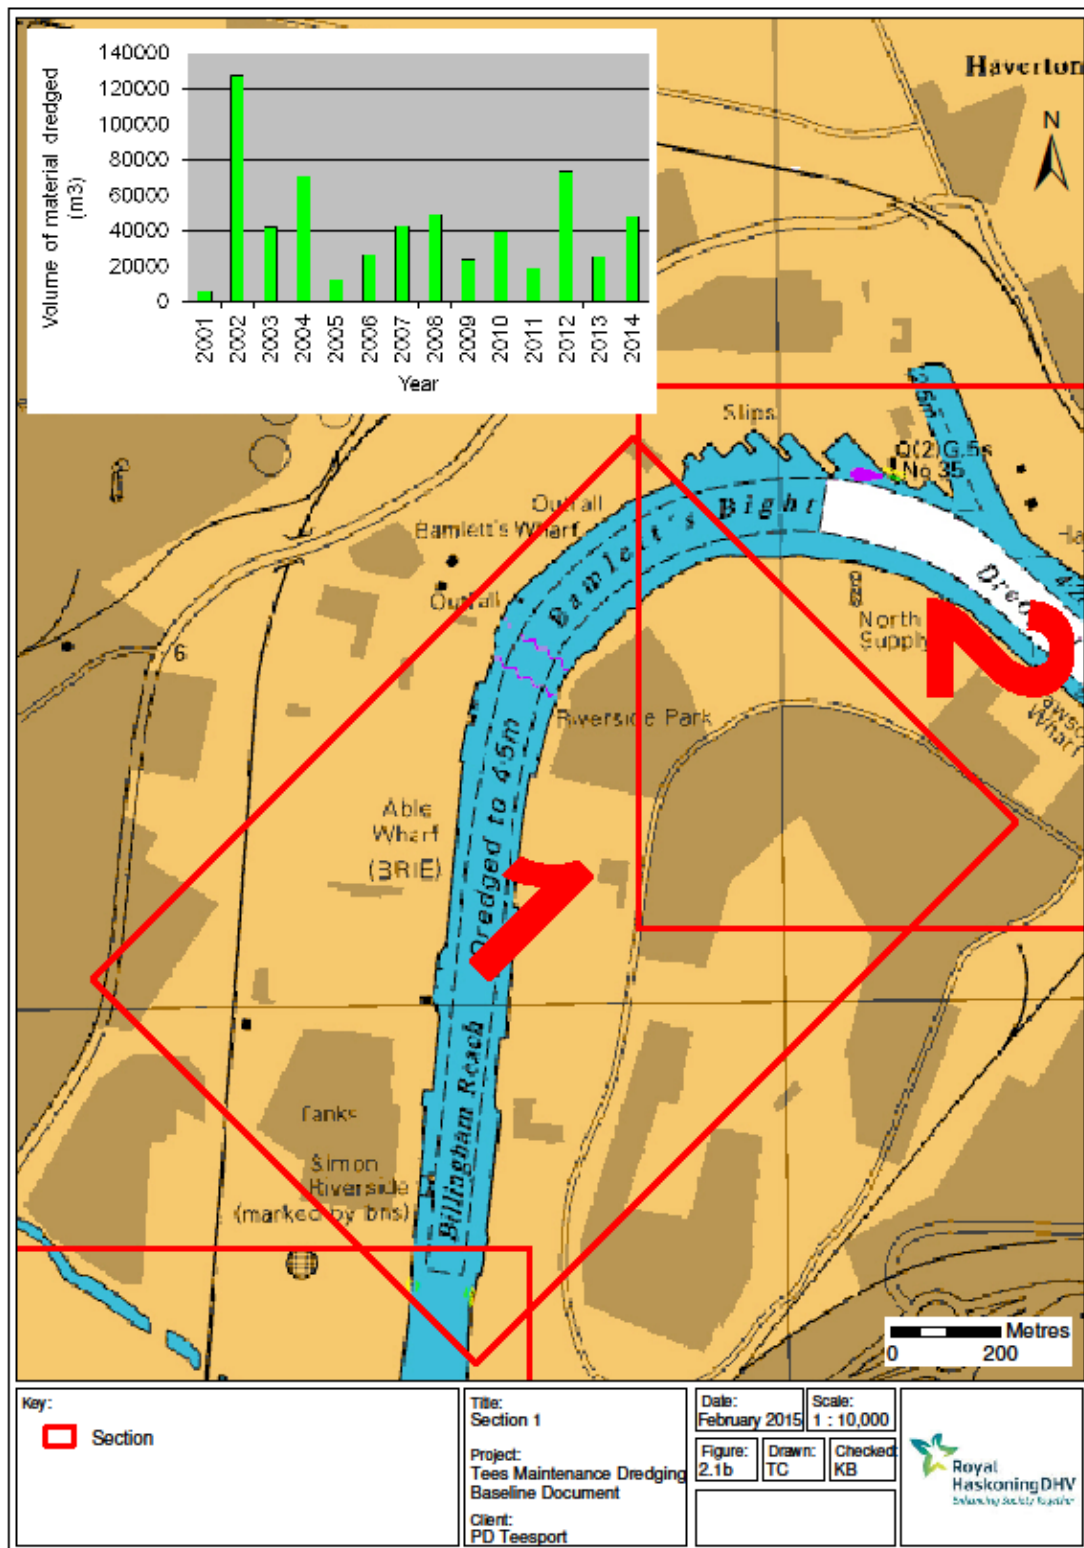 140000
120000
100000
80000
60000
40000
20000
0
Volume of material dredged
(m3)
2001
2002
2003
2004
2005
2006
2007
2008
2009
2010
2011
2012
2013
2014
Year
Haverton
N
Slips
Q(2)G.5s
No 35
Outfall
Bamlett's Wharf
Outfall
Bamlett's Bight
North
Supply
Wharf
2
6
Riverside Park
Able
Wharf
(BRIE)
Dredged to 4.5m
1
Billingham Reach
Tanks
Simon
Riverside
(marked by bns)
Metres
0 200
Key:
Section
Title:
Section 1
Project:
Tees Maintenance Dredging
Baseline Document
Client:
PD Teesport
Date:
February 2015
Scale:
1 : 10,000
Figure:
2.1b
Drawn:
TC
Checked
KB
Royal
HaskoningDHV
Enhancing Society Together